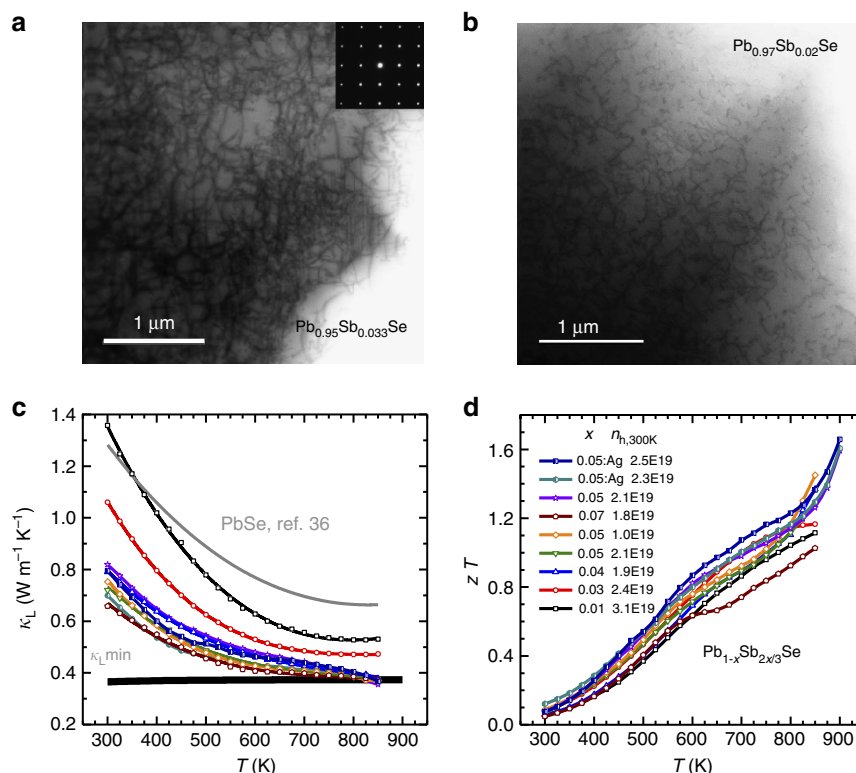 a
b
Pb0.97Sb0.02Se
1 μm
Pb0.95Sb0.033Se
1 μm
c
d
1.4
1.2
1.0
0.8
0.6
0.4
0.2
κL (W m−1 K−1)
PbSe, ref. 36
κLmin
300 400 500 600 700 800 900
T (K)
1.6
1.2
0.8
0.4
0.0
zT
x nh,300K
0.05:Ag 2.5E19
0.05:Ag 2.3E19
0.05 2.1E19
0.07 1.8E19
0.05 1.0E19
0.05 2.1E19
0.04 1.9E19
0.03 2.4E19
0.01 3.1E19
Pb1-xSb2x/3Se
300 400 500 600 700 800 900
T (K)